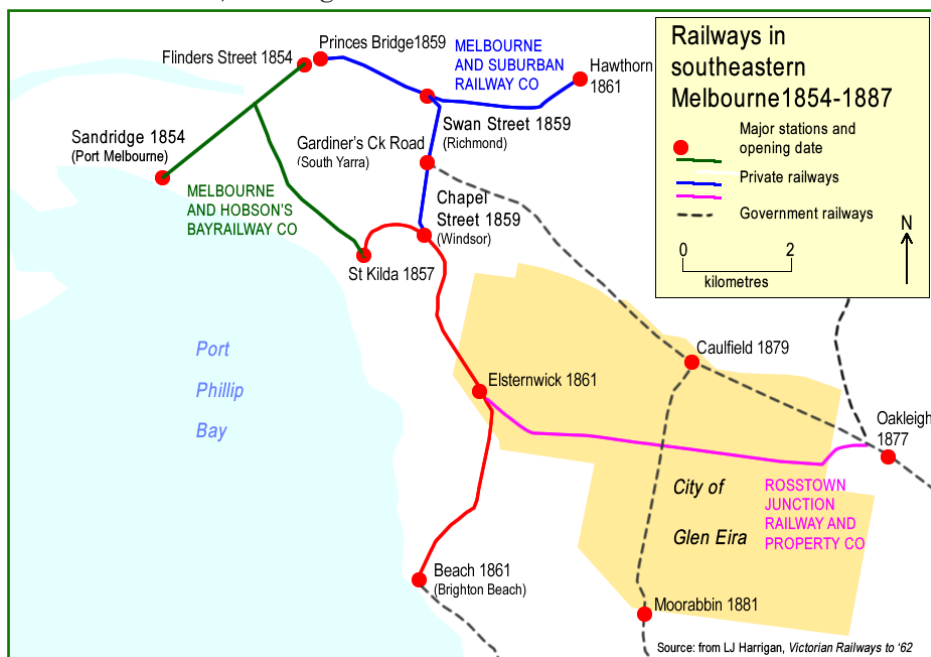 Flinders Street 1854
Princes Bridge1859
MELBOURNE
AND SUBURBAN
RAILWAY CO
Hawthorn
1861
Sandridge 1854
(Port Melbourne)
Gardiner's Ck Road
(South Yarra)
Swan Street 1859
(Richmond)
MELBOURNE
AND HOBSON'S
BAYRAILWAY CO
Chapel
Street 1859
(Windsor)
St Kilda 1857
Railways in
southeastern
Melbourne1854-1887
Major stations and
opening date
Private railways
Government railways
N
0
2
kilometres
Port
Phillip
Bay
Elsternwick 1861
Caulfield 1879
Oakleigh
1877
City of
Glen Eira
ROSSTOWN
JUNCTION
RAILWAY AND
PROPERTY CO
Beach 1861
(Brighton Beach)
Moorabbin 1881
Source: from LJ Harrigan, Victorian Railways to '62